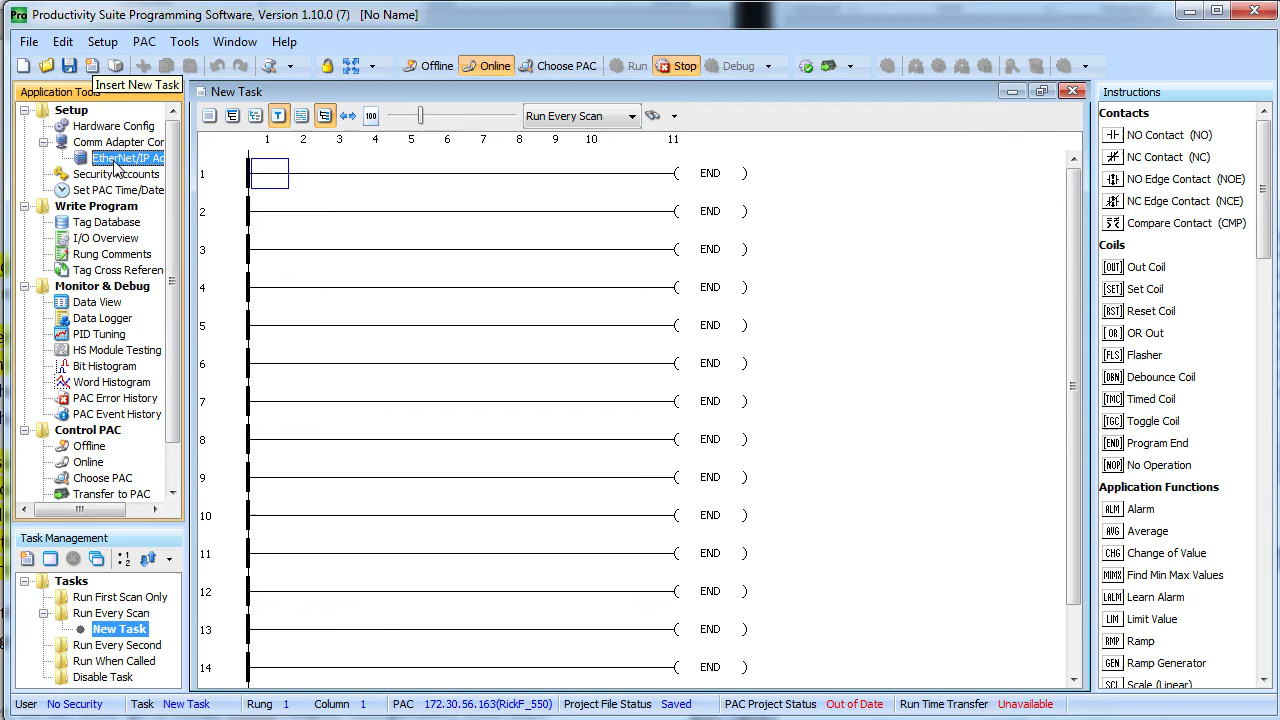 Pro Productivity Suite Programming Software, Version 1.10.0 (7) [No Name]
File Edit Setup PAC Tools Window Help
Offline Online Choose PAC Run Stop Debug
Insert New Task
Application Tools
Setup
Hardware Config
Comm Adapter Cor
EtherNet/IP Ad
Security Accounts
Set PAC Time/Date
Write Program
Tag Database
I/O Overview
Rung Comments
Tag Cross Referen
Monitor & Debug
Data View
Data Logger
PID Tuning
HS Module Testing
Bit Histogram
Word Histogram
PAC Error History
PAC Event History
Control PAC
Offline
Online
Choose PAC
Transfer to PAC
Task Management
Tasks
Run First Scan Only
Run Every Scan
New Task
Run Every Second
Run When Called
Disable Task
New Task
T 100 Run Every Scan
1 2 3 4 5 6 7 8 9 10 11
1 END
2 END
3 END
4 END
5 END
6 END
7 END
8 END
9 END
10 END
11 END
12 END
13 END
14 END
Instructions
Contacts
NO Contact (NO)
NC Contact (NC)
NO Edge Contact (NOE)
NC Edge Contact (NCE)
Compare Contact (CMP)
Coils
OUT Out Coil
SET Set Coil
RST Reset Coil
OR OR Out
FLS Flasher
DBN Debounce Coil
TMC Timed Coil
TGC Toggle Coil
END Program End
NOP No Operation
Application Functions
ALM Alarm
AVG Average
CHG Change of Value
MIMX Find Min Max Values
LALM Learn Alarm
LIM Limit Value
RMP Ramp
GEN Ramp Generator
SCL Scale (Linear)
User No Security Task New Task Rung 1 Column 1 PAC 172.30.56.163(RickF_550) Project File Status Saved PAC Project Status Out of Date Run Time Transfer Unavailable